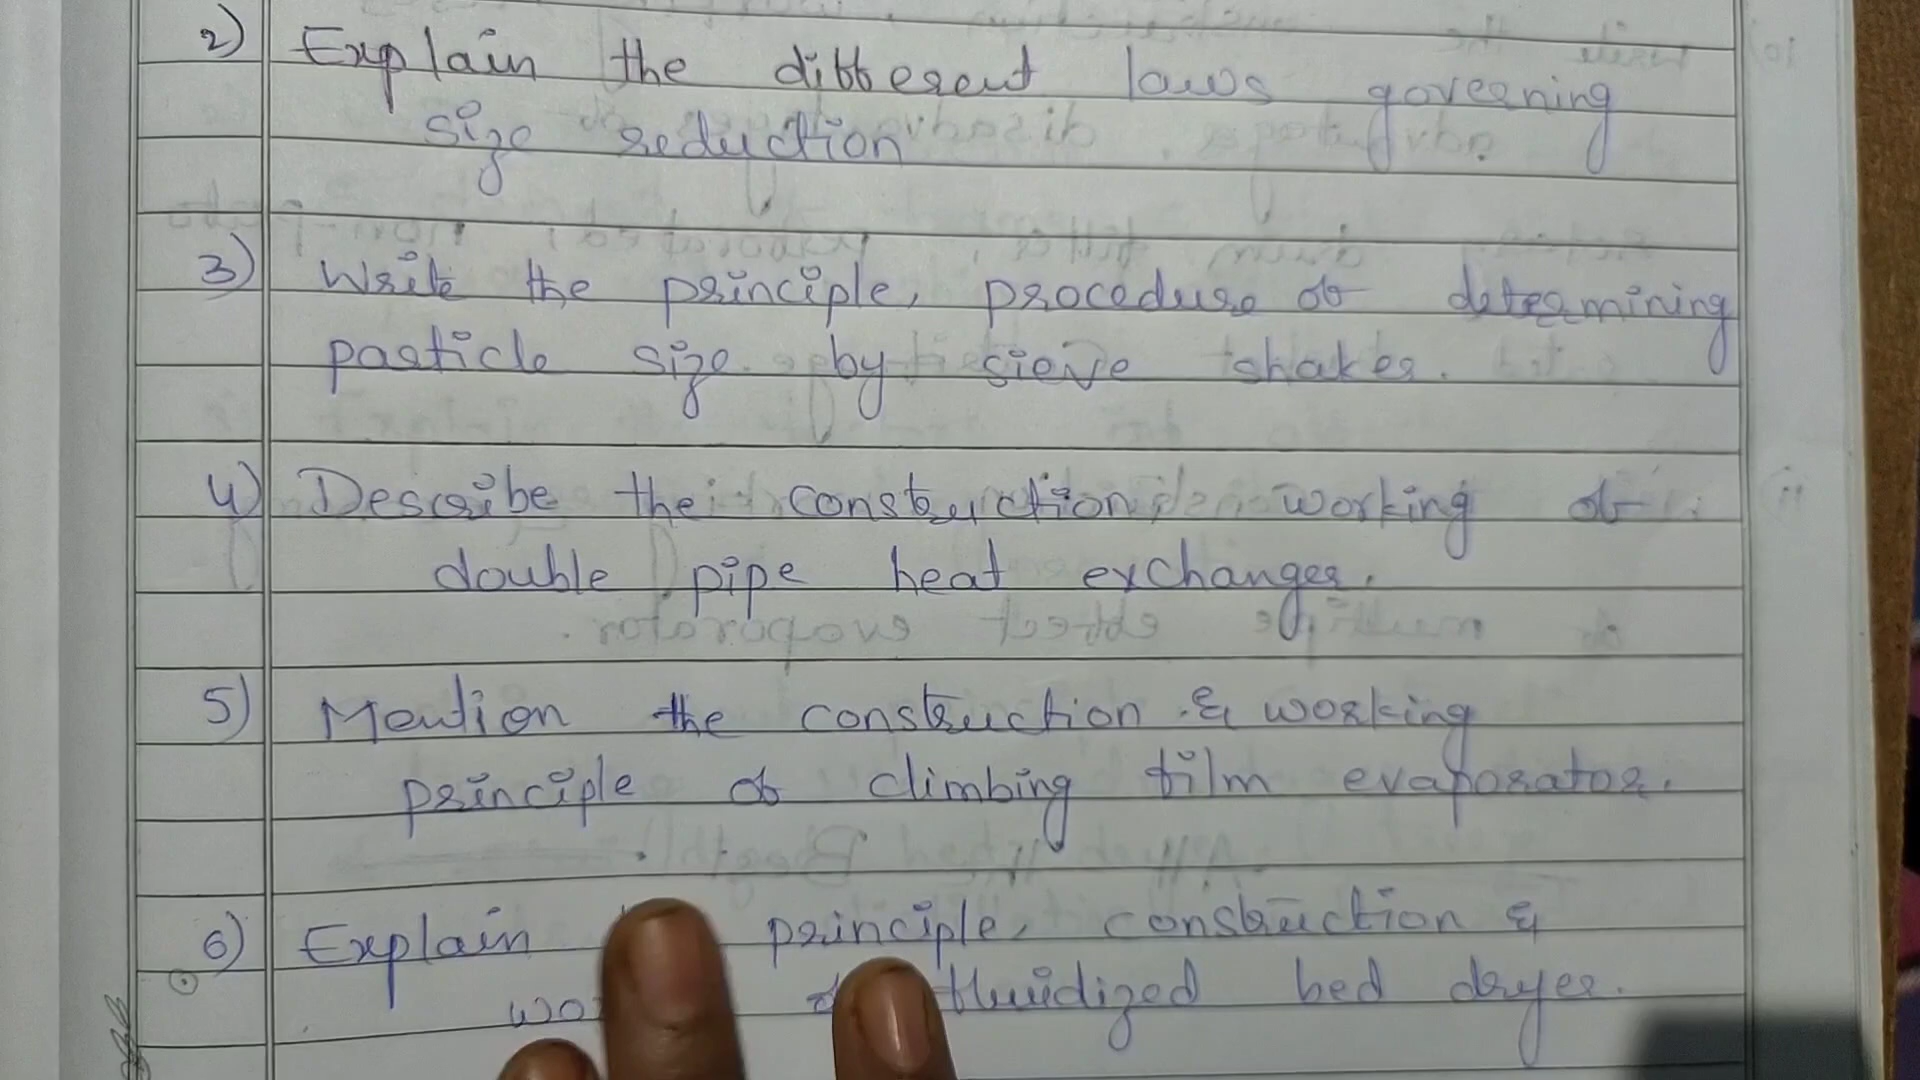 2) Explain the different laws governing
size reduction
3) Write the principle, procedure of determining
particle size by sieve shaker.
4) Describe the construction working of
double pipe heat exchanger.
5) Mention the construction & working
principle of climbing film evaporator.
6) Explain principle, construction &
fluidized bed dryer.